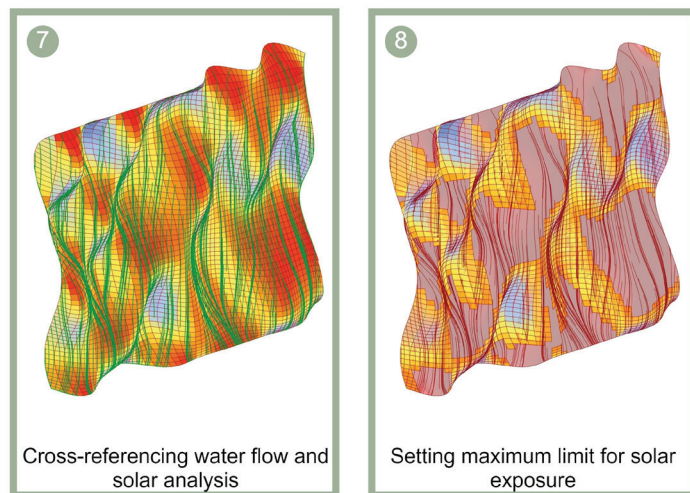 7
Cross-referencing water flow and
solar analysis
8
Setting maximum limit for solar
exposure